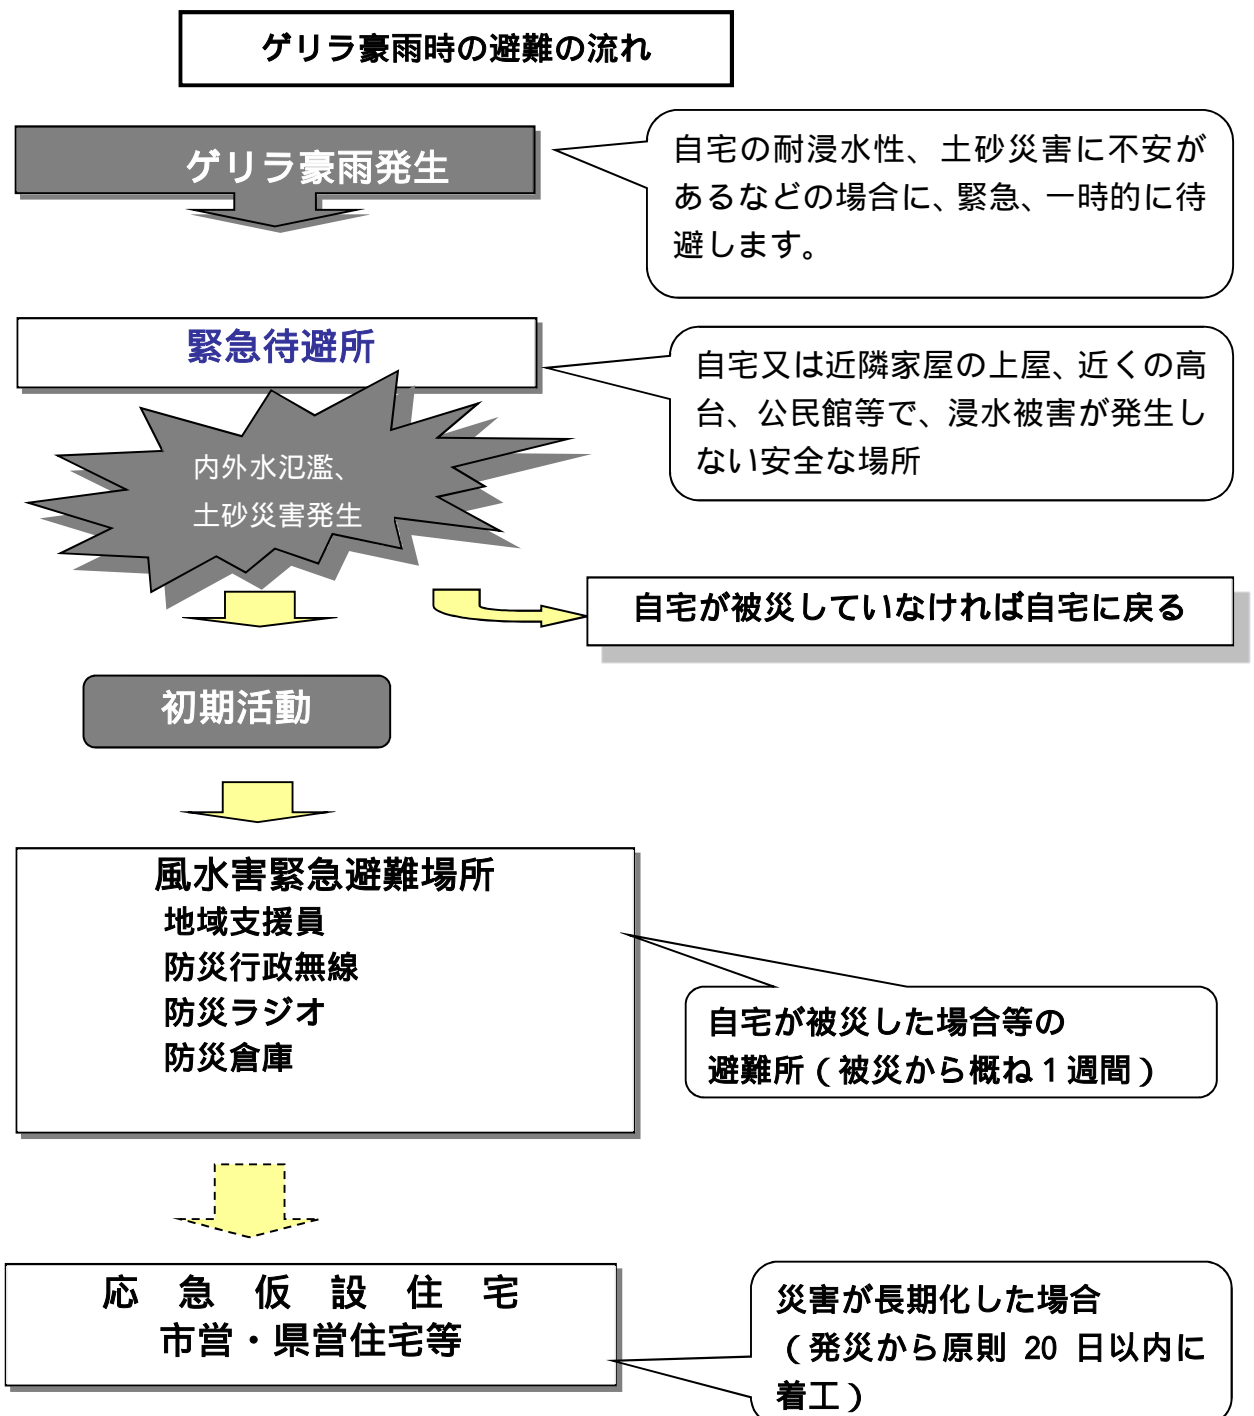 ゲリラ豪雨時の避難の流れ
ゲリラ豪雨発生
自宅の耐浸水性、土砂災害に不安が
あるなどの場合に、緊急、一時的に待
避します。
緊急待避所
自宅又は近隣家屋の上屋、近くの高
台、公民館等で、浸水被害が発生し
ない安全な場所
内外水氾濫、
土砂災害発生
自宅が被災していなければ自宅に戻る
初期活動
風水害緊急避難場所
地域支援員
防災行政無線
防災ラジオ
防災倉庫
自宅が被災した場合等の
避難所（被災から概ね１週間）
応　急　仮　設　住　宅
市営・県営住宅等
災害が長期化した場合
（発災から原則 20 日以内に
着工）